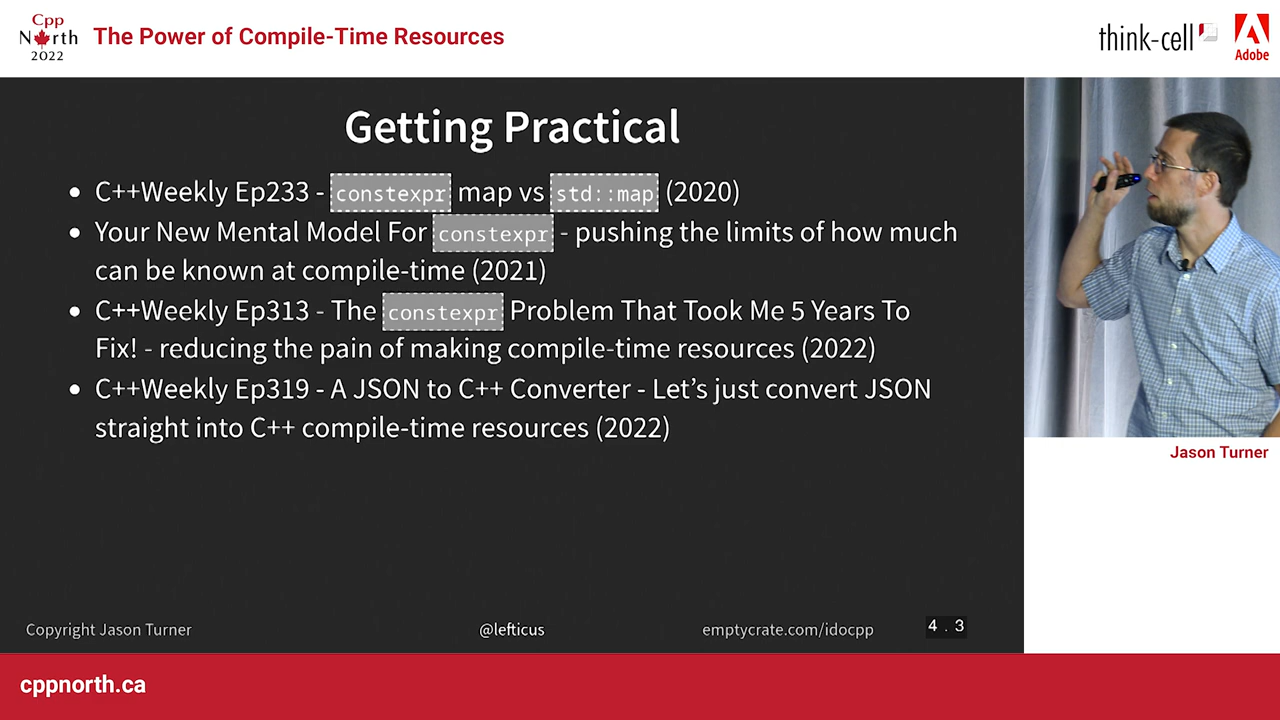 Cpp
North
2022
The Power of Compile-Time Resources
think-cell
Adobe
Getting Practical
C++Weekly Ep233 - constexpr map vs std::map (2020)
Your New Mental Model For constexpr - pushing the limits of how much
can be known at compile-time (2021)
C++Weekly Ep313 - The constexpr Problem That Took Me 5 Years To
Fix! - reducing the pain of making compile-time resources (2022)
C++Weekly Ep319 - A JSON to C++ Converter - Let's just convert JSON
straight into C++ compile-time resources (2022)
Jason Turner
Copyright Jason Turner
@lefticus
emptycrate.com/idocpp
4 . 3
cppnorth.ca